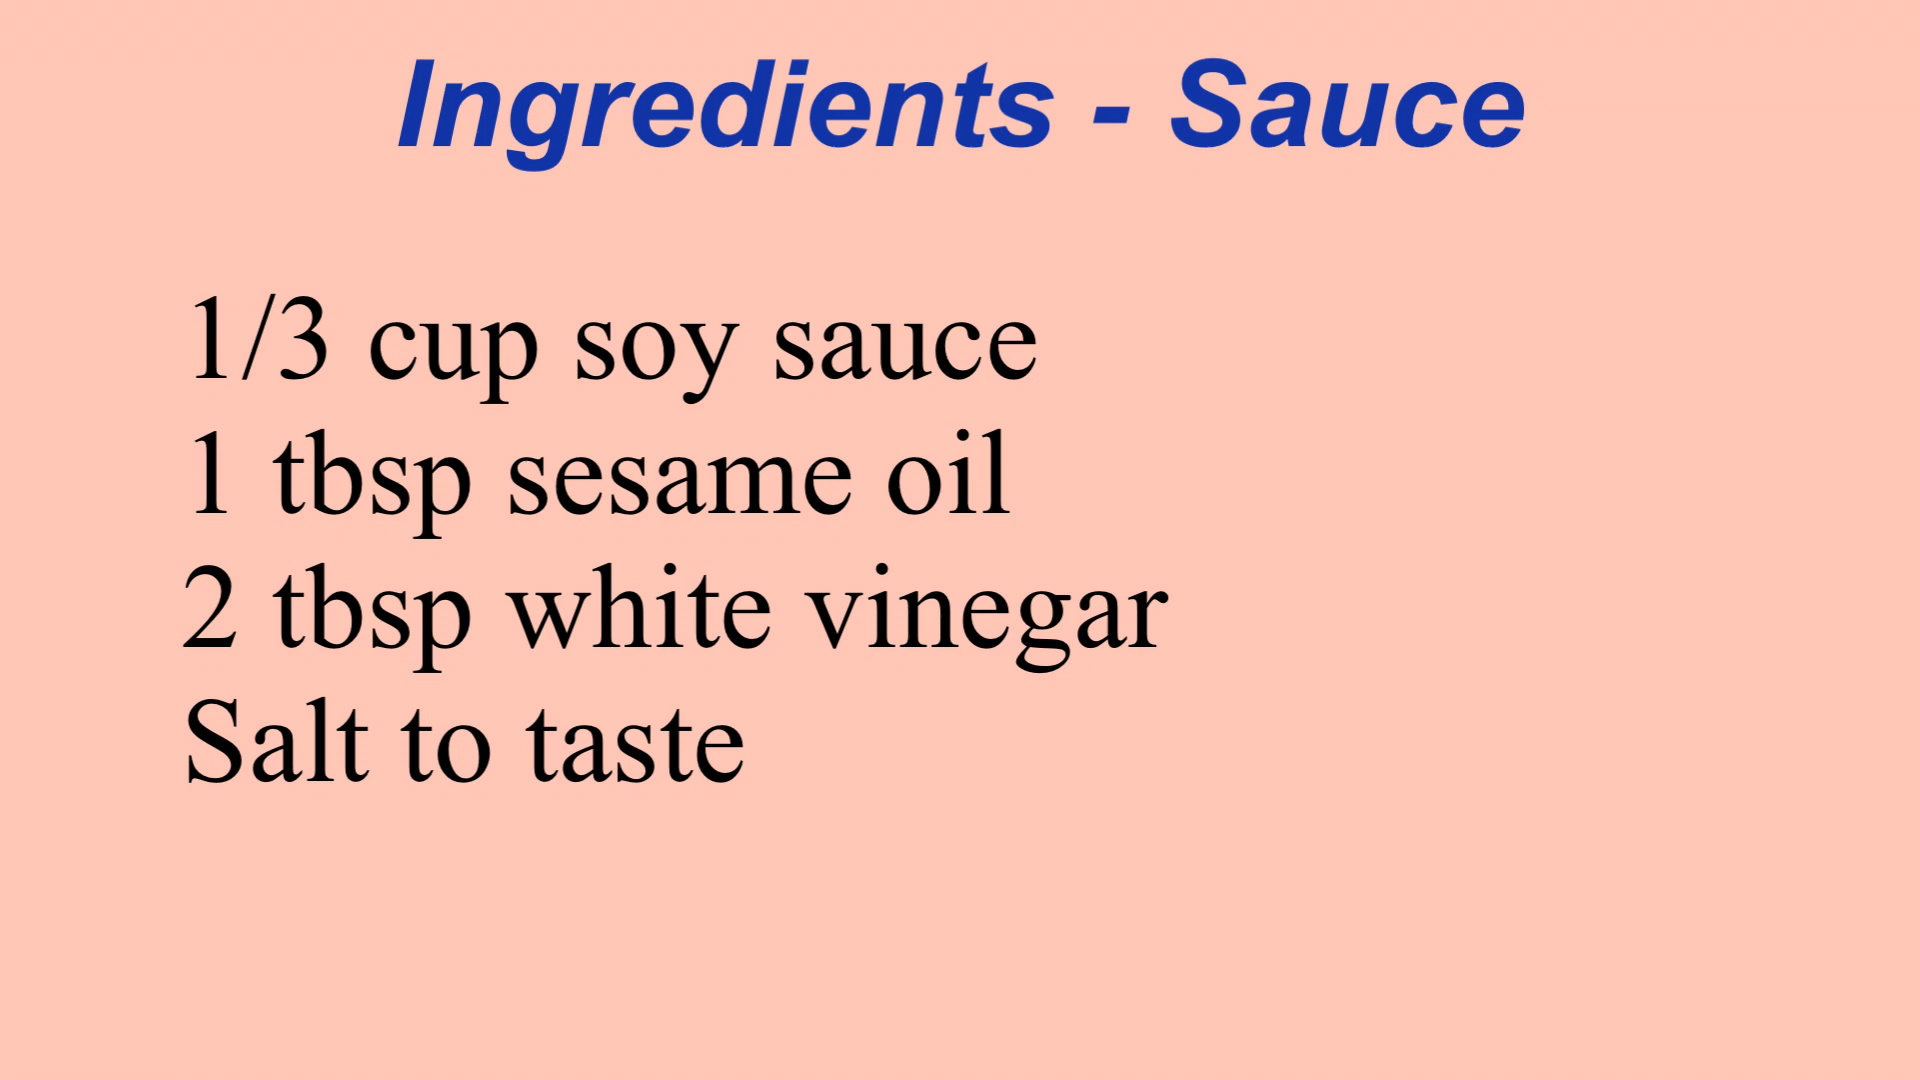 Ingredients - Sauce
1/3 cup soy sauce
1 tbsp sesame oil
2 tbsp white vinegar
Salt to taste